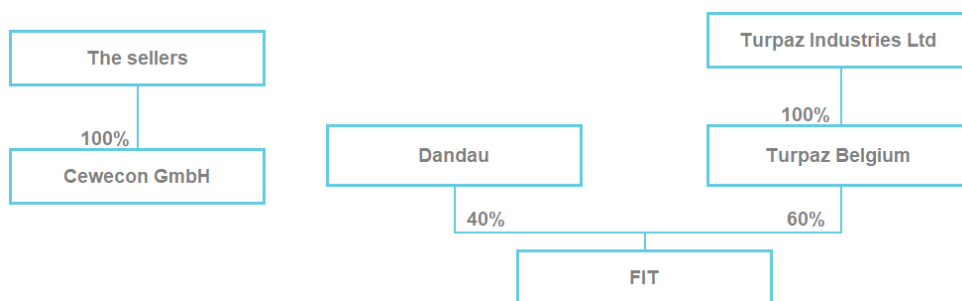 The sellers
100%
Cewecon GmbH
Turpaz Industries Ltd
100%
Dandau
Turpaz Belgium
40%
60%
FIT